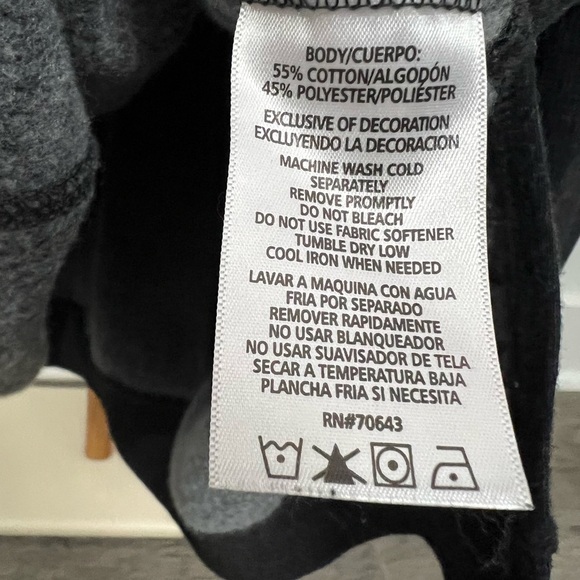 BODY/CUERPO:
55% COTTON/ALGODÓN
45% POLYESTER/POLIÉSTER
EXCLUSIVE OF DECORATION
EXCLUYENDO LA DECORACION
MACHINE WASH COLD
SEPARATELY
REMOVE PROMPTLY
DO NOT BLEACH
DO NOT USE FABRIC SOFTENER
TUMBLE DRY LOW
COOL IRON WHEN NEEDED
LAVAR A MAQUINA CON AGUA
FRIA POR SEPARADO
REMOVER RAPIDAMENTE
NO USAR BLANQUEADOR
NO USAR SUAVISADOR DE TELA
SECAR A TEMPERATURA BAJA
PLANCHA FRIA SI NECESITA
RN#70643